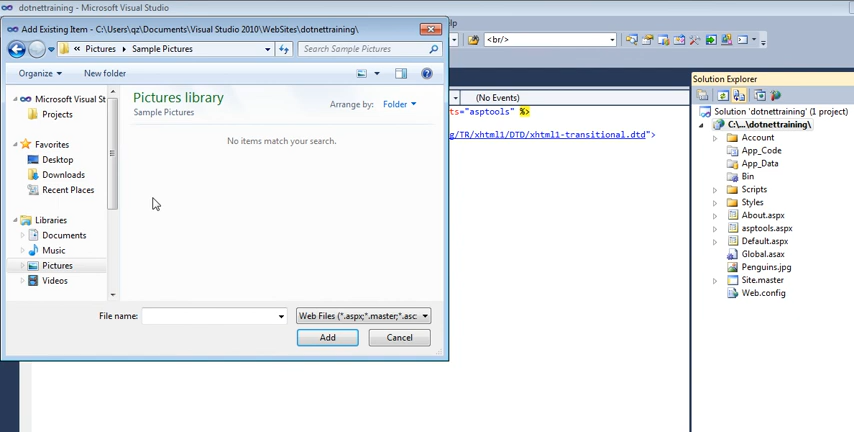 dotnettraining - Microsoft Visual Studio
Add Existing Item - C:\Users\qz\Documents\Visual Studio 2010\WebSites\dotnettraining\
lp
Pictures
Sample Pictures
Search Sample Pictures
<br/>
Organize
New folder
Microsoft Visual St
Projects
Favorites
Desktop
Downloads
Recent Places
Libraries
Documents
Music
Pictures
Videos
Pictures library
Sample Pictures
Arrange by:
Folder
No items match your search.
File name:
Web Files (*.aspx;*.master;*.asc
Add
Cancel
(No Events)
ts="asptools" %>
g/TR/xhtml1/DTD/xhtml1-transitional.dtd">
Solution Explorer
Solution 'dotnettraining' (1 project)
C:\...\dotnettraining\
Account
App_Code
App_Data
Bin
Scripts
Styles
About.aspx
asptools.aspx
Default.aspx
Global.asax
Penguins.jpg
Site.master
Web.config